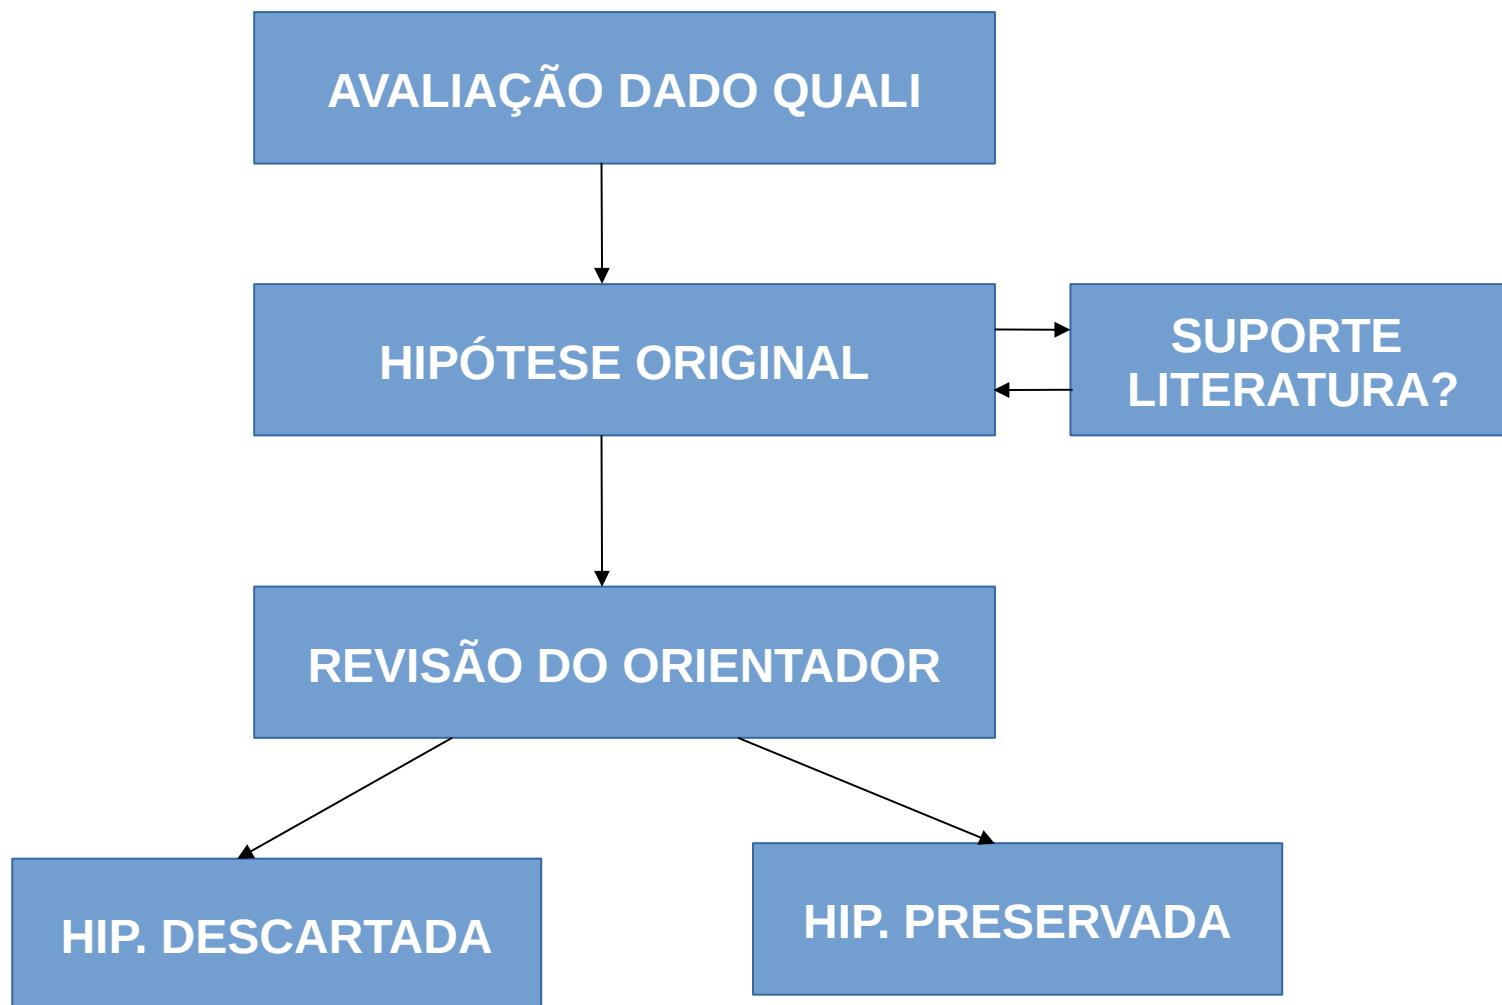 AVALIAÇÃO DADO QUALI
HIPÓTESE ORIGINAL
SUPORTE
LITERATURA?
REVISÃO DO ORIENTADOR
HIP. DESCARTADA
HIP. PRESERVADA